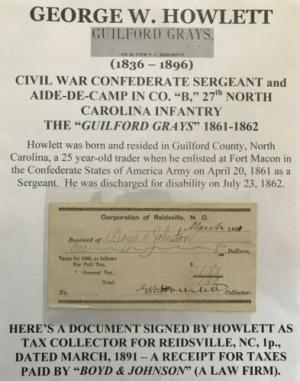 GEORGE W. HOWLETT
GUILFORD GRAYS,
(1836 – 1896)
CIVIL WAR CONFEDERATE SERGEANT and
AIDE-DE-CAMP IN CO. "B," 27th NORTH
CAROLINA INFANTRY
THE "GUILFORD GRAYS" 1861-1862
Howlett was born and resided in Guilford County, North
Carolina, a 25 year-old trader when he enlisted at Fort Macon in
the Confederate States of America Army on April 20, 1861 as a
Sergeant. He was discharged for disability on July 23, 1862.
Corporation of Reidsville, N. C.
March 1891
Received of Boyd & Johnston
Dollars,
Taxes for 1890, as follows
For Poll Tax.
" General Tax.
Total.
No.
Collector.
HERE'S A DOCUMENT SIGNED BY HOWLETT AS
TAX COLLECTOR FOR REIDSVILLE, NC, 1p.,
DATED MARCH, 1891 – A RECEIPT FOR TAXES
PAID BY "BOYD & JOHNSON" (A LAW FIRM).